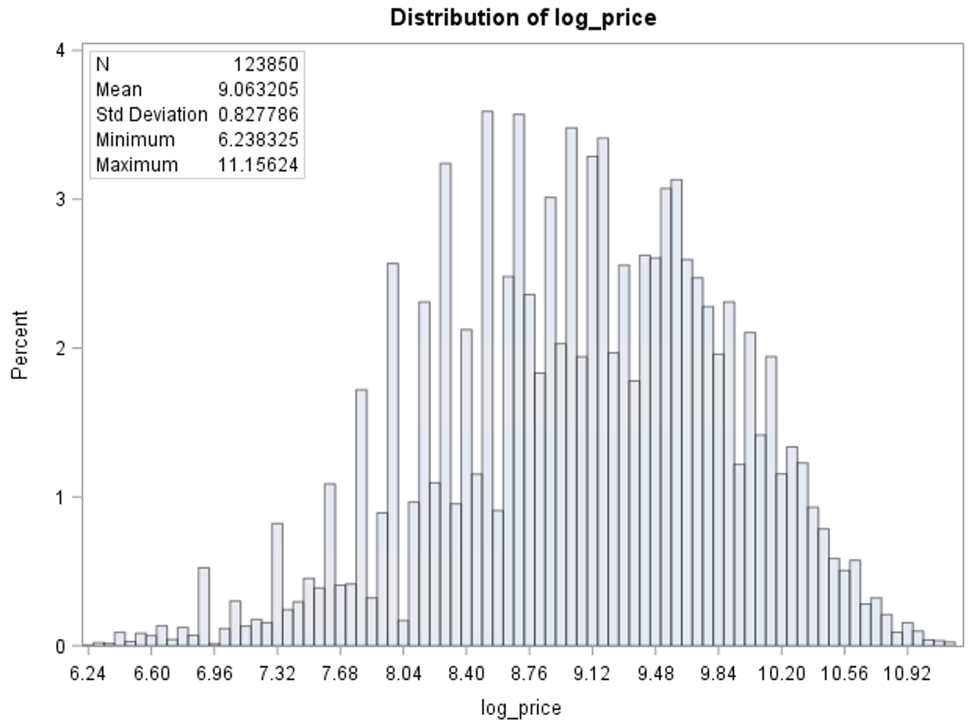 Distribution of log_price
N 123850
Mean 9.063205
Std Deviation 0.827786
Minimum 6.238325
Maximum 11.15624
Percent
4
3
2
1
0
6.24 6.60 6.96 7.32 7.68 8.04 8.40 8.76 9.12 9.48 9.84 10.20 10.56 10.92
log_price